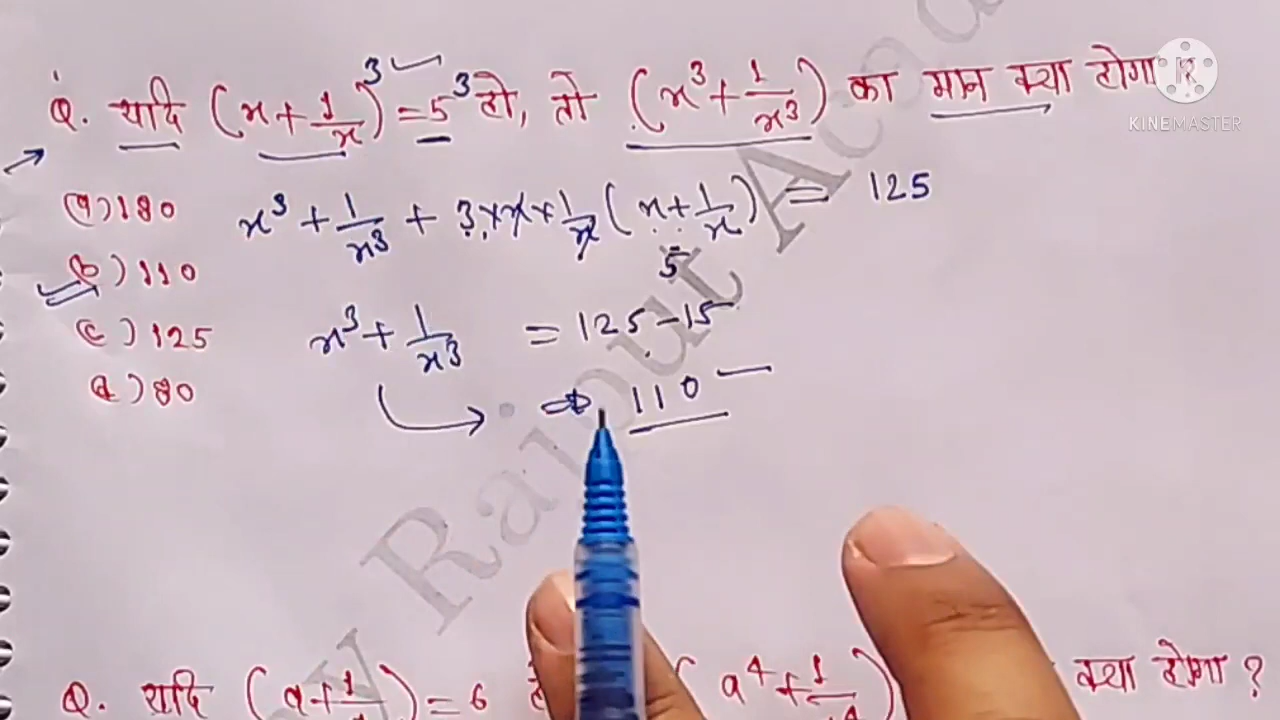 Q. यदि (x + 1/x)³ = 5³ हो, तो (x³ + 1/x³) का मान क्या होगा R
KINEMASTER
(a) 180
x³ + 1/x³ + 3 × x × 1/x (x + 1/x) = 125
5
(b) 110
(c) 125
x³ + 1/x³ = 125 - 15
(d) 80
⇒ 110
Q. यदि (a + 1/a) = 6 (a⁴ + 1/a⁴) क्या होगा ?